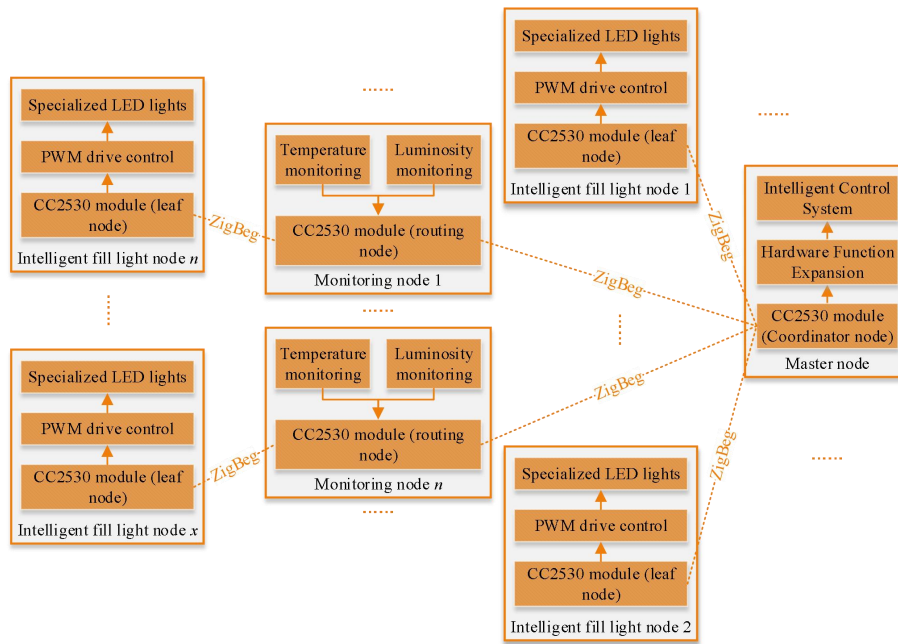 Specialized LED lights
PWM drive control
CC2530 module (leaf
node)
Intelligent fill light node n
ZigBeg
......
Temperature
monitoring
Luminosity
monitoring
CC2530 module (routing
node)
Monitoring node 1
Specialized LED lights
PWM drive control
CC2530 module (leaf
node)
Intelligent fill light node 1
ZigBeg
ZigBeg
......
Intelligent Control
System
Hardware Function
Expansion
CC2530 module
(Coordinator node)
Master node
......
......
......
Specialized LED lights
PWM drive control
CC2530 module (leaf
node)
Intelligent fill light node x
ZigBeg
Temperature
monitoring
Luminosity
monitoring
CC2530 module (routing
node)
Monitoring node n
......
ZigBeg
ZigBeg
Specialized LED lights
PWM drive control
CC2530 module (leaf
node)
Intelligent fill light node 2
......